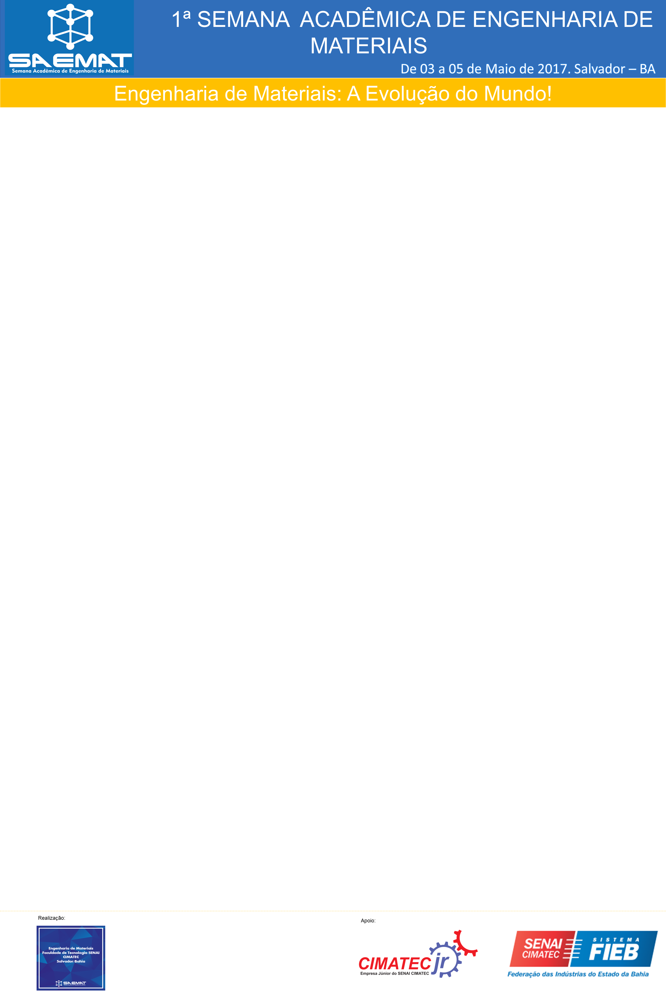 SAEMAT
Semana Acadêmica de Engenharia de Materiais
1ª SEMANA ACADÊMICA DE ENGENHARIA DE
MATERIAIS
De 03 a 05 de Maio de 2017. Salvador – BA
Engenharia de Materiais: A Evolução do Mundo!
Realização:
Engenharia de Materiais
Faculdade de Tecnologia SENAI
CIMATEC
Salvador/Bahia
SAEMAT
Apoio:
CIMATEC jr
Empresa Júnior do SENAI CIMATEC
SENAI
CIMATEC
SISTEMA
FIEB
Federação das Indústrias do Estado da Bahia